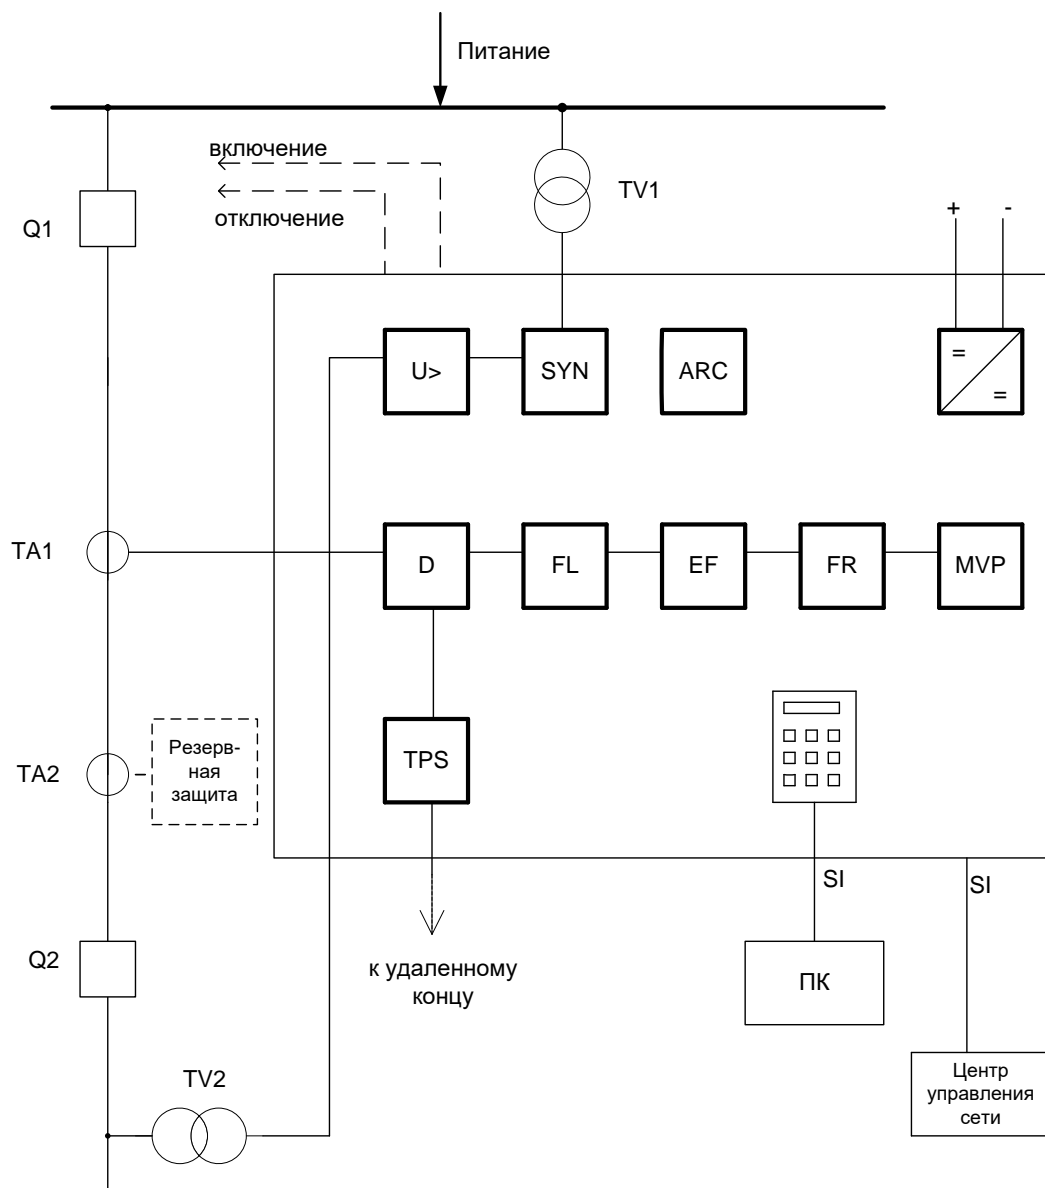 Питание
включение
отключение
TV1
Q1
+
-
U>
SYN
ARC
=
=
TA1
D
FL
EF
FR
MVP
TA2
Резерв-
ная
защита
TPS
SI
SI
Q2
к удаленному
концу
ПК
TV2
Центр
управления
сети